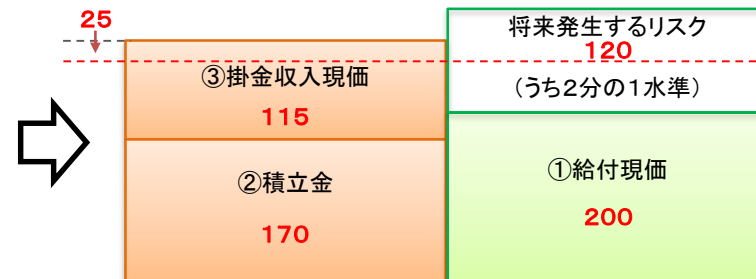 25
③掛金収入現価
115
②積立金
170
将来発生するリスク
120
(うち2分の1水準)
①給付現価
200